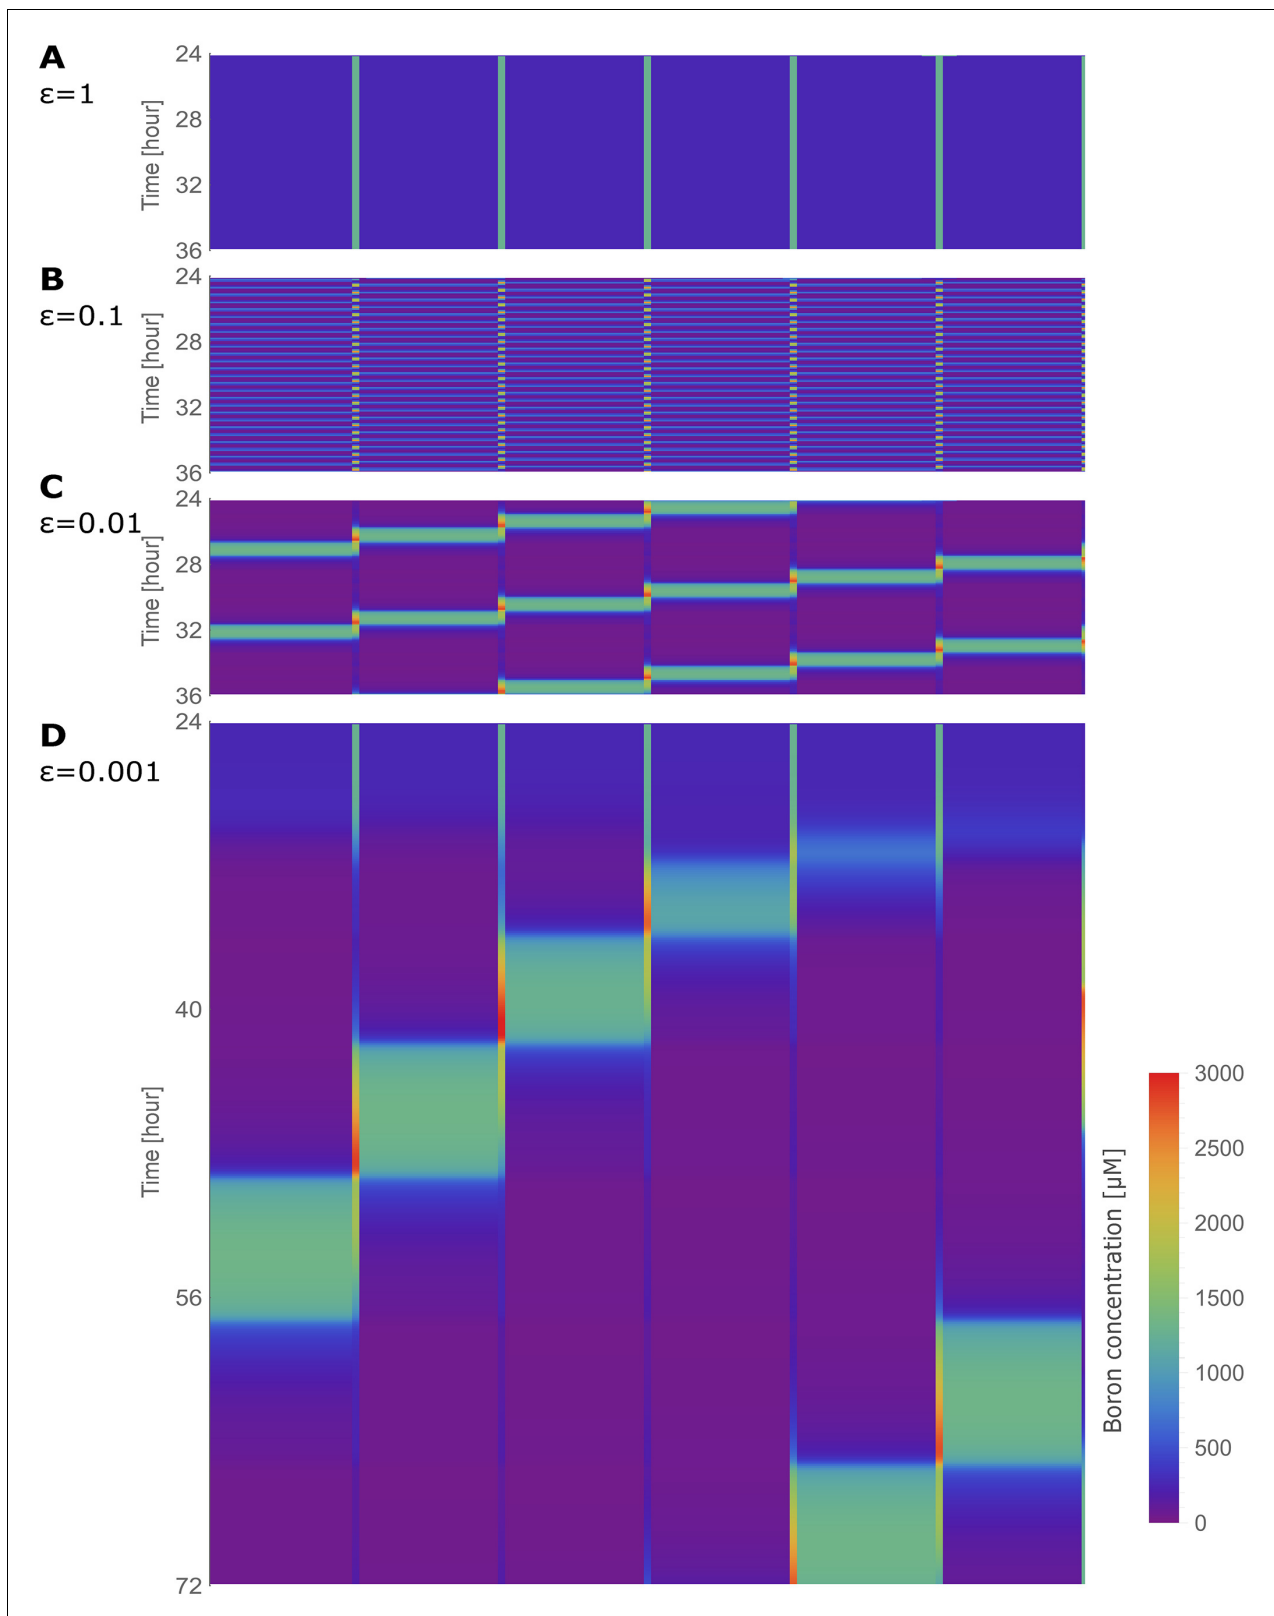 A
ε=1
24
28
32
36
Time [hour]
B
ε=0.1
24
28
32
36
Time [hour]
C
ε=0.01
24
28
32
36
Time [hour]
D
ε=0.001
24
40
56
72
Time [hour]
3000
2500
2000
1500
1000
500
0
Boron concentration [µM]